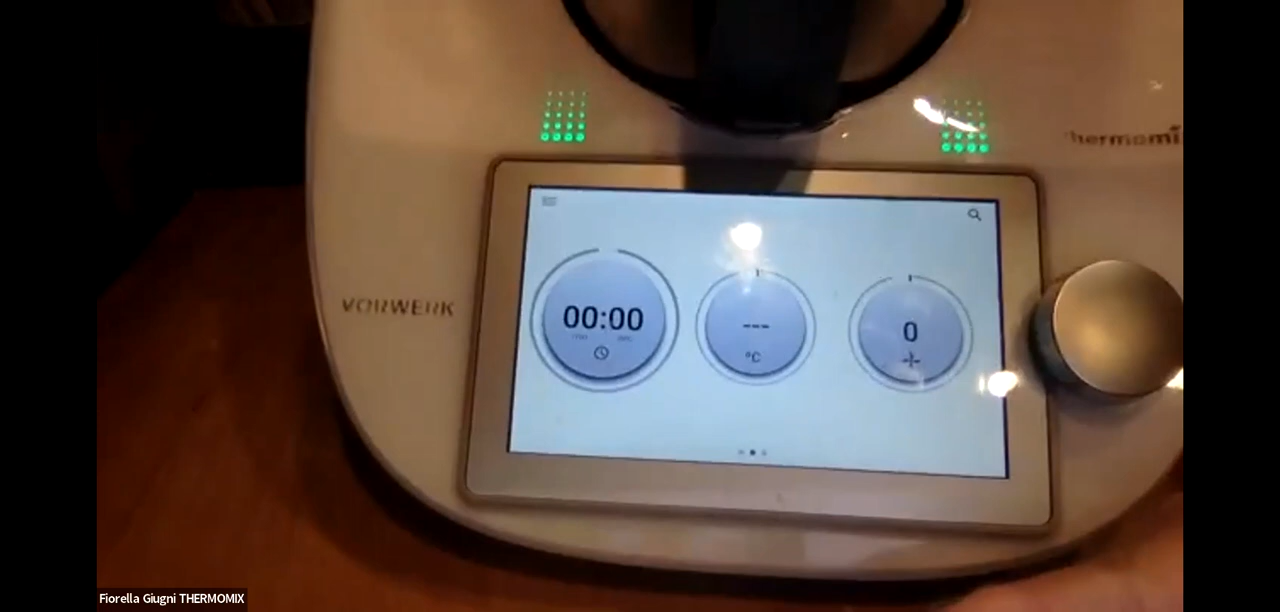 thermomi
VORWERK
00:00
---
°C
0
Fiorella Giugni THERMOMIX